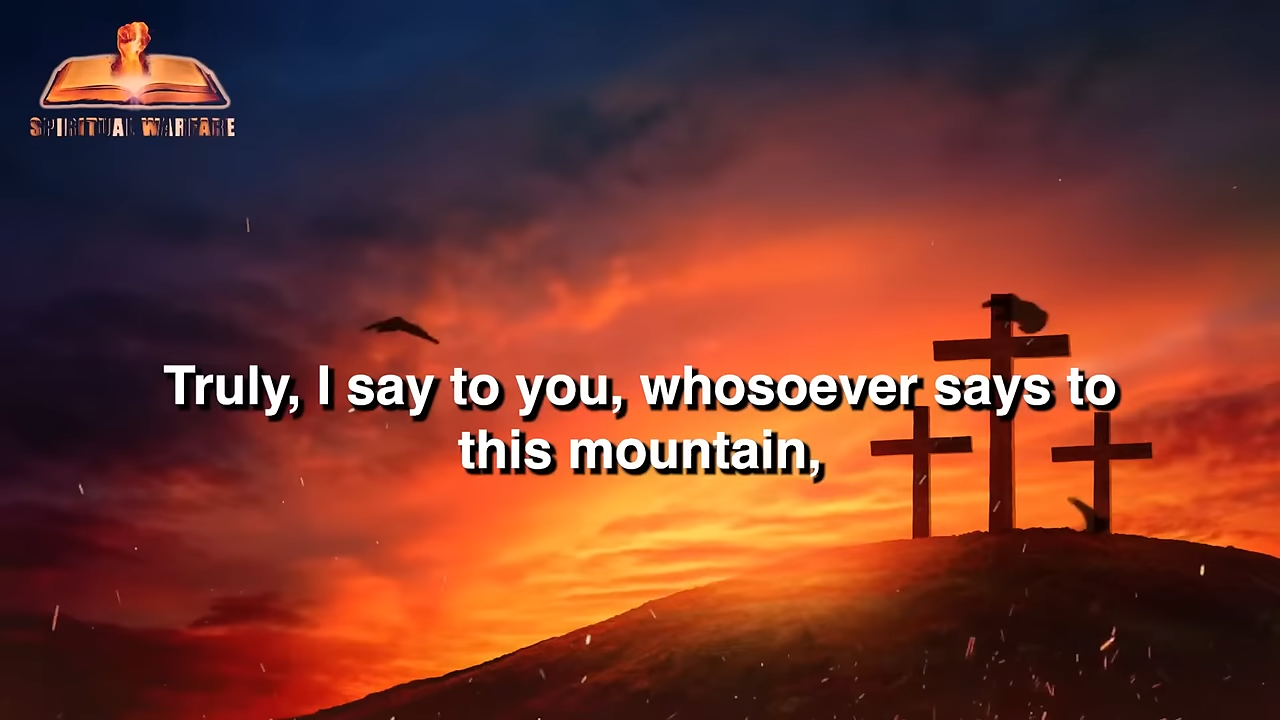 SPIRITUAL WARFARE
Truly, I say to you, whosoever says to
this mountain,